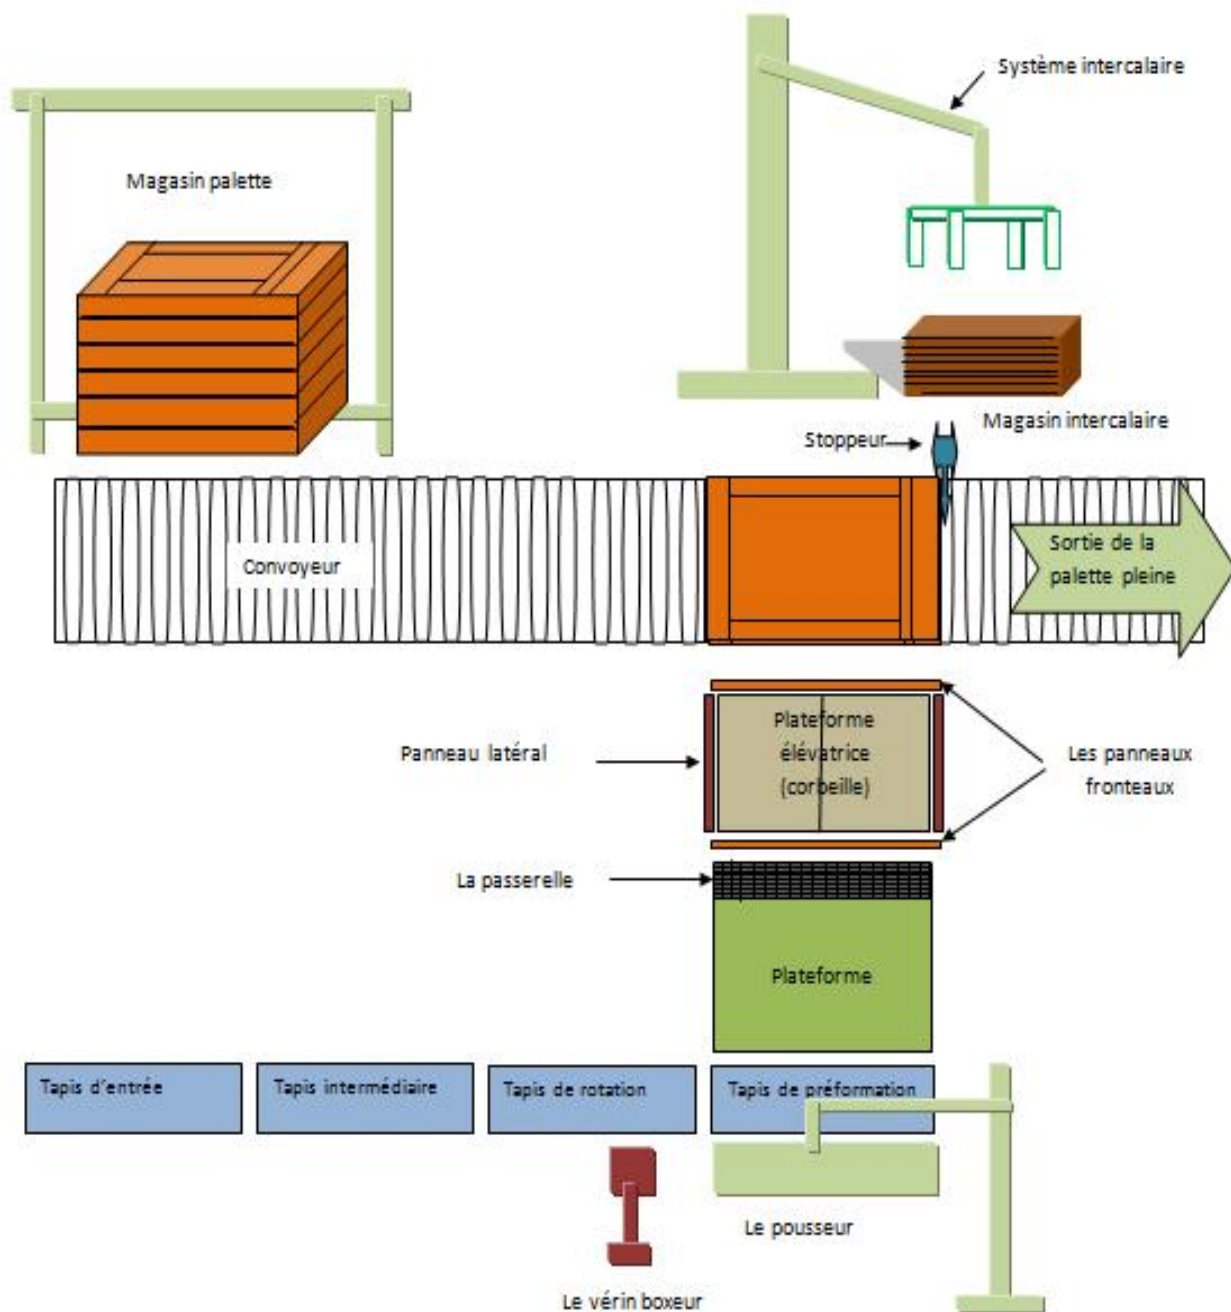 Système intercalaire
Magasin palette
Magasin intercalaire
Stoppeur
Convoyeur
Sortie de la
palette pleine
Plateforme
élévatrice
(corbeille)
Panneau latéral
Les panneaux
fronteaux
La passerelle
Plateforme
Tapis d'entrée
Tapis intermédiaire
Tapis de rotation
Tapis de préformation
Le pousseur
Le vérin boxeur